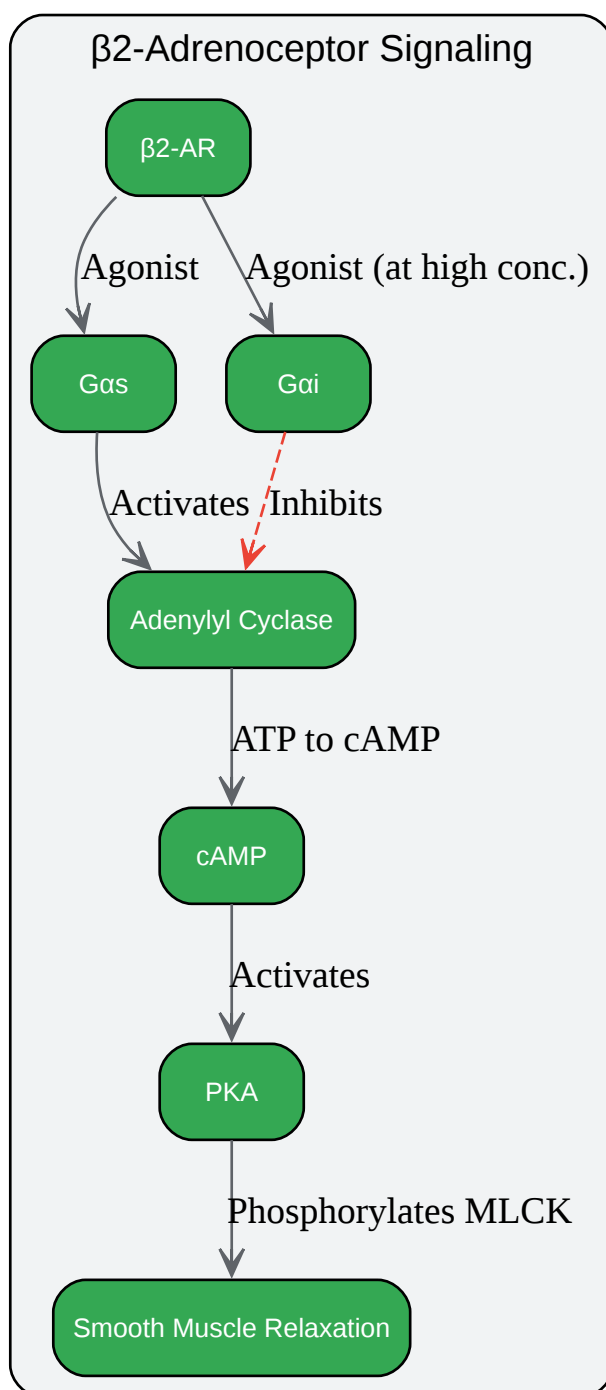 β2-Adrenoceptor Signaling
β2-AR
Agonist
Agonist (at high conc.)
Gαs
Gαi
Activates
Inhibits
Adenylyl Cyclase
ATP to cAMP
cAMP
Activates
PKA
Phosphorylates MLCK
Smooth Muscle Relaxation